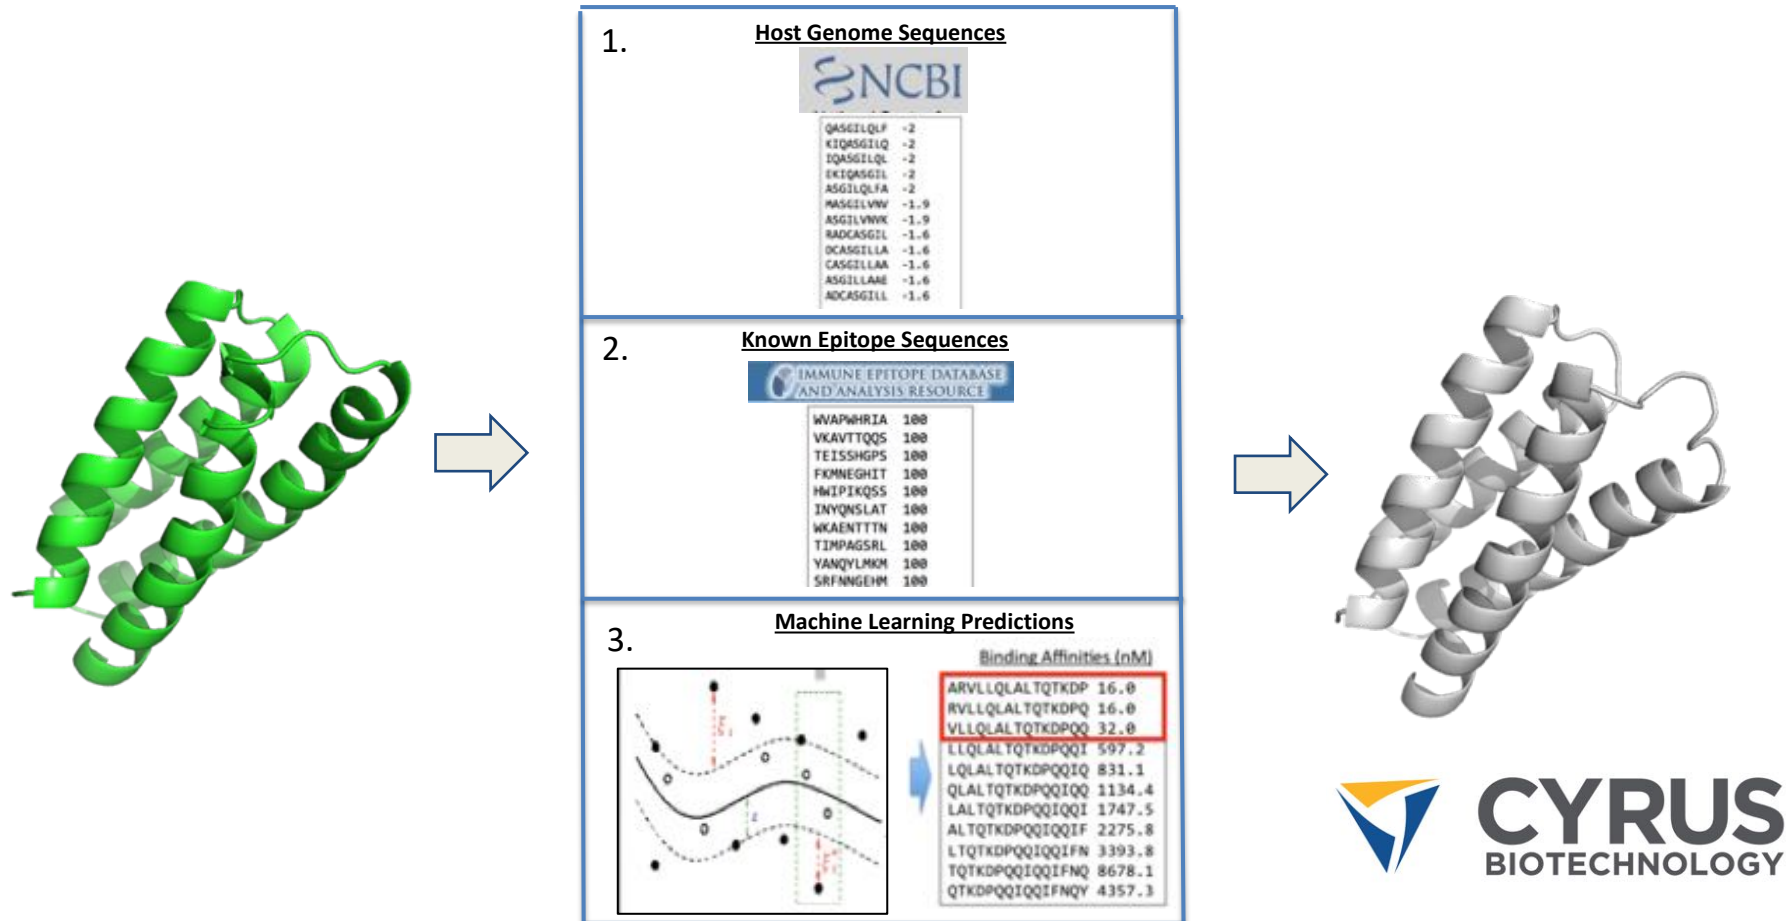 1.
Host Genome Sequences
NCBI
QASGILQLF -2
KIQASGILQ -2
IQASGILQL -2
EKIQASGIL -2
ASGILQLFA -2
MASGILVNV -1.9
ASGILVNVK -1.9
RADCASGIL -1.6
DCASGILLA -1.6
CASGILLAA -1.6
ASGILLAAE -1.6
ADCASGILL -1.6
2.
Known Epitope Sequences
IMMUNE EPITOPE DATABASE
AND ANALYSIS RESOURCE
WVAPWHRIA 100
VKAVTTQQS 100
TEISSHGPS 100
FKMNEGHIT 100
HWIPIKQSS 100
INYQNSLAT 100
WKAENTTTN 100
TIMPAGSRL 100
YANQYLMKM 100
SRFNNGEHM 100
3.
Machine Learning Predictions
Binding Affinities (nM)
ARVLLQLALTQTKDP 16.0
RVLLQLALTQTKDPQ 16.0
VLLQLALTQTKDPQQ 32.0
LLQLALTQTKDPQQI 597.2
LQLALTQTKDPQQIQ 831.1
QLALTQTKDPQQIQQ 1134.4
LALTQTKDPQQIQQI 1747.5
ALTQTKDPQQIQQIF 2275.8
LTQTKDPQQIQQIFN 3393.8
TQTKDPQQIQQIFNQ 8678.1
QTKDPQQIQQIFNQY 4357.3
CYRUS
BIOTECHNOLOGY